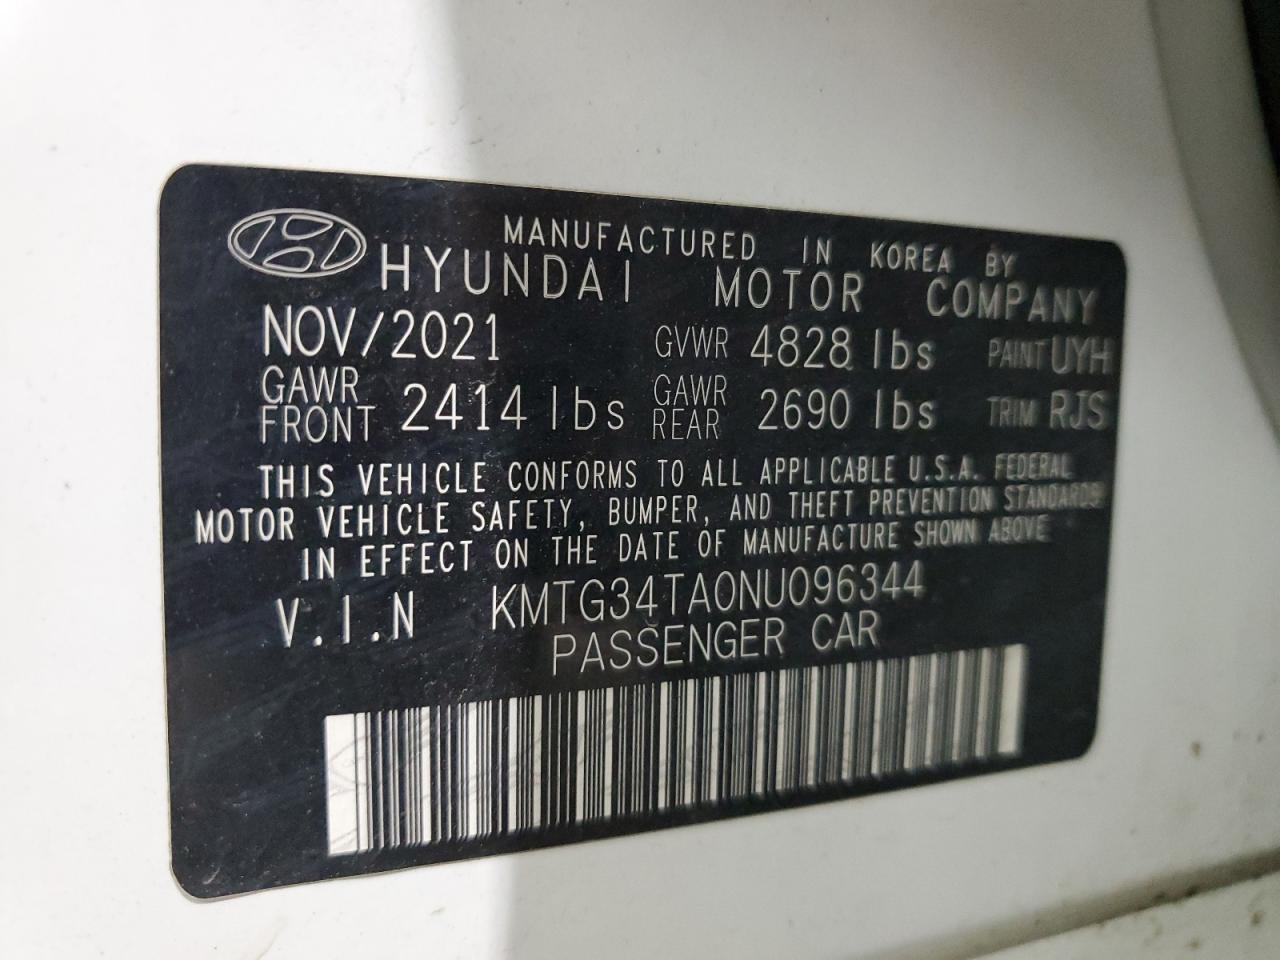 MANUFACTURED IN KOREA BY
HYUNDAI MOTOR COMPANY
NOV/2021 GVWR 4828 lbs PAINT UYH
GAWR FRONT 2414 lbs GAWR REAR 2690 lbs TRIM RJS
THIS VEHICLE CONFORMS TO ALL APPLICABLE U.S.A. FEDERAL
MOTOR VEHICLE SAFETY, BUMPER, AND THEFT PREVENTION STANDARDS
IN EFFECT ON THE DATE OF MANUFACTURE SHOWN ABOVE
V.I.N KMTG34TA0NU096344
PASSENGER CAR